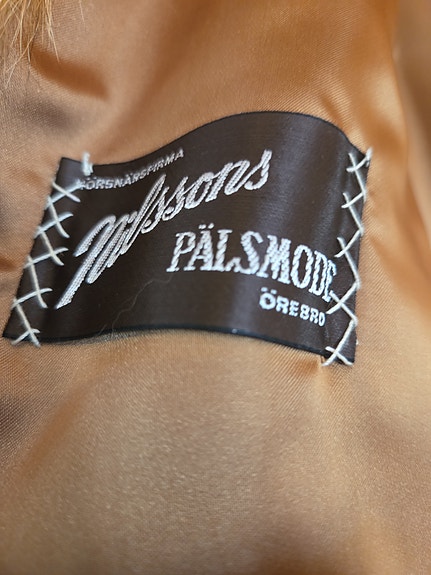 KÖRSNÄRSFIRMA
Nilssons
PÄLSMODE
ÖREBRO